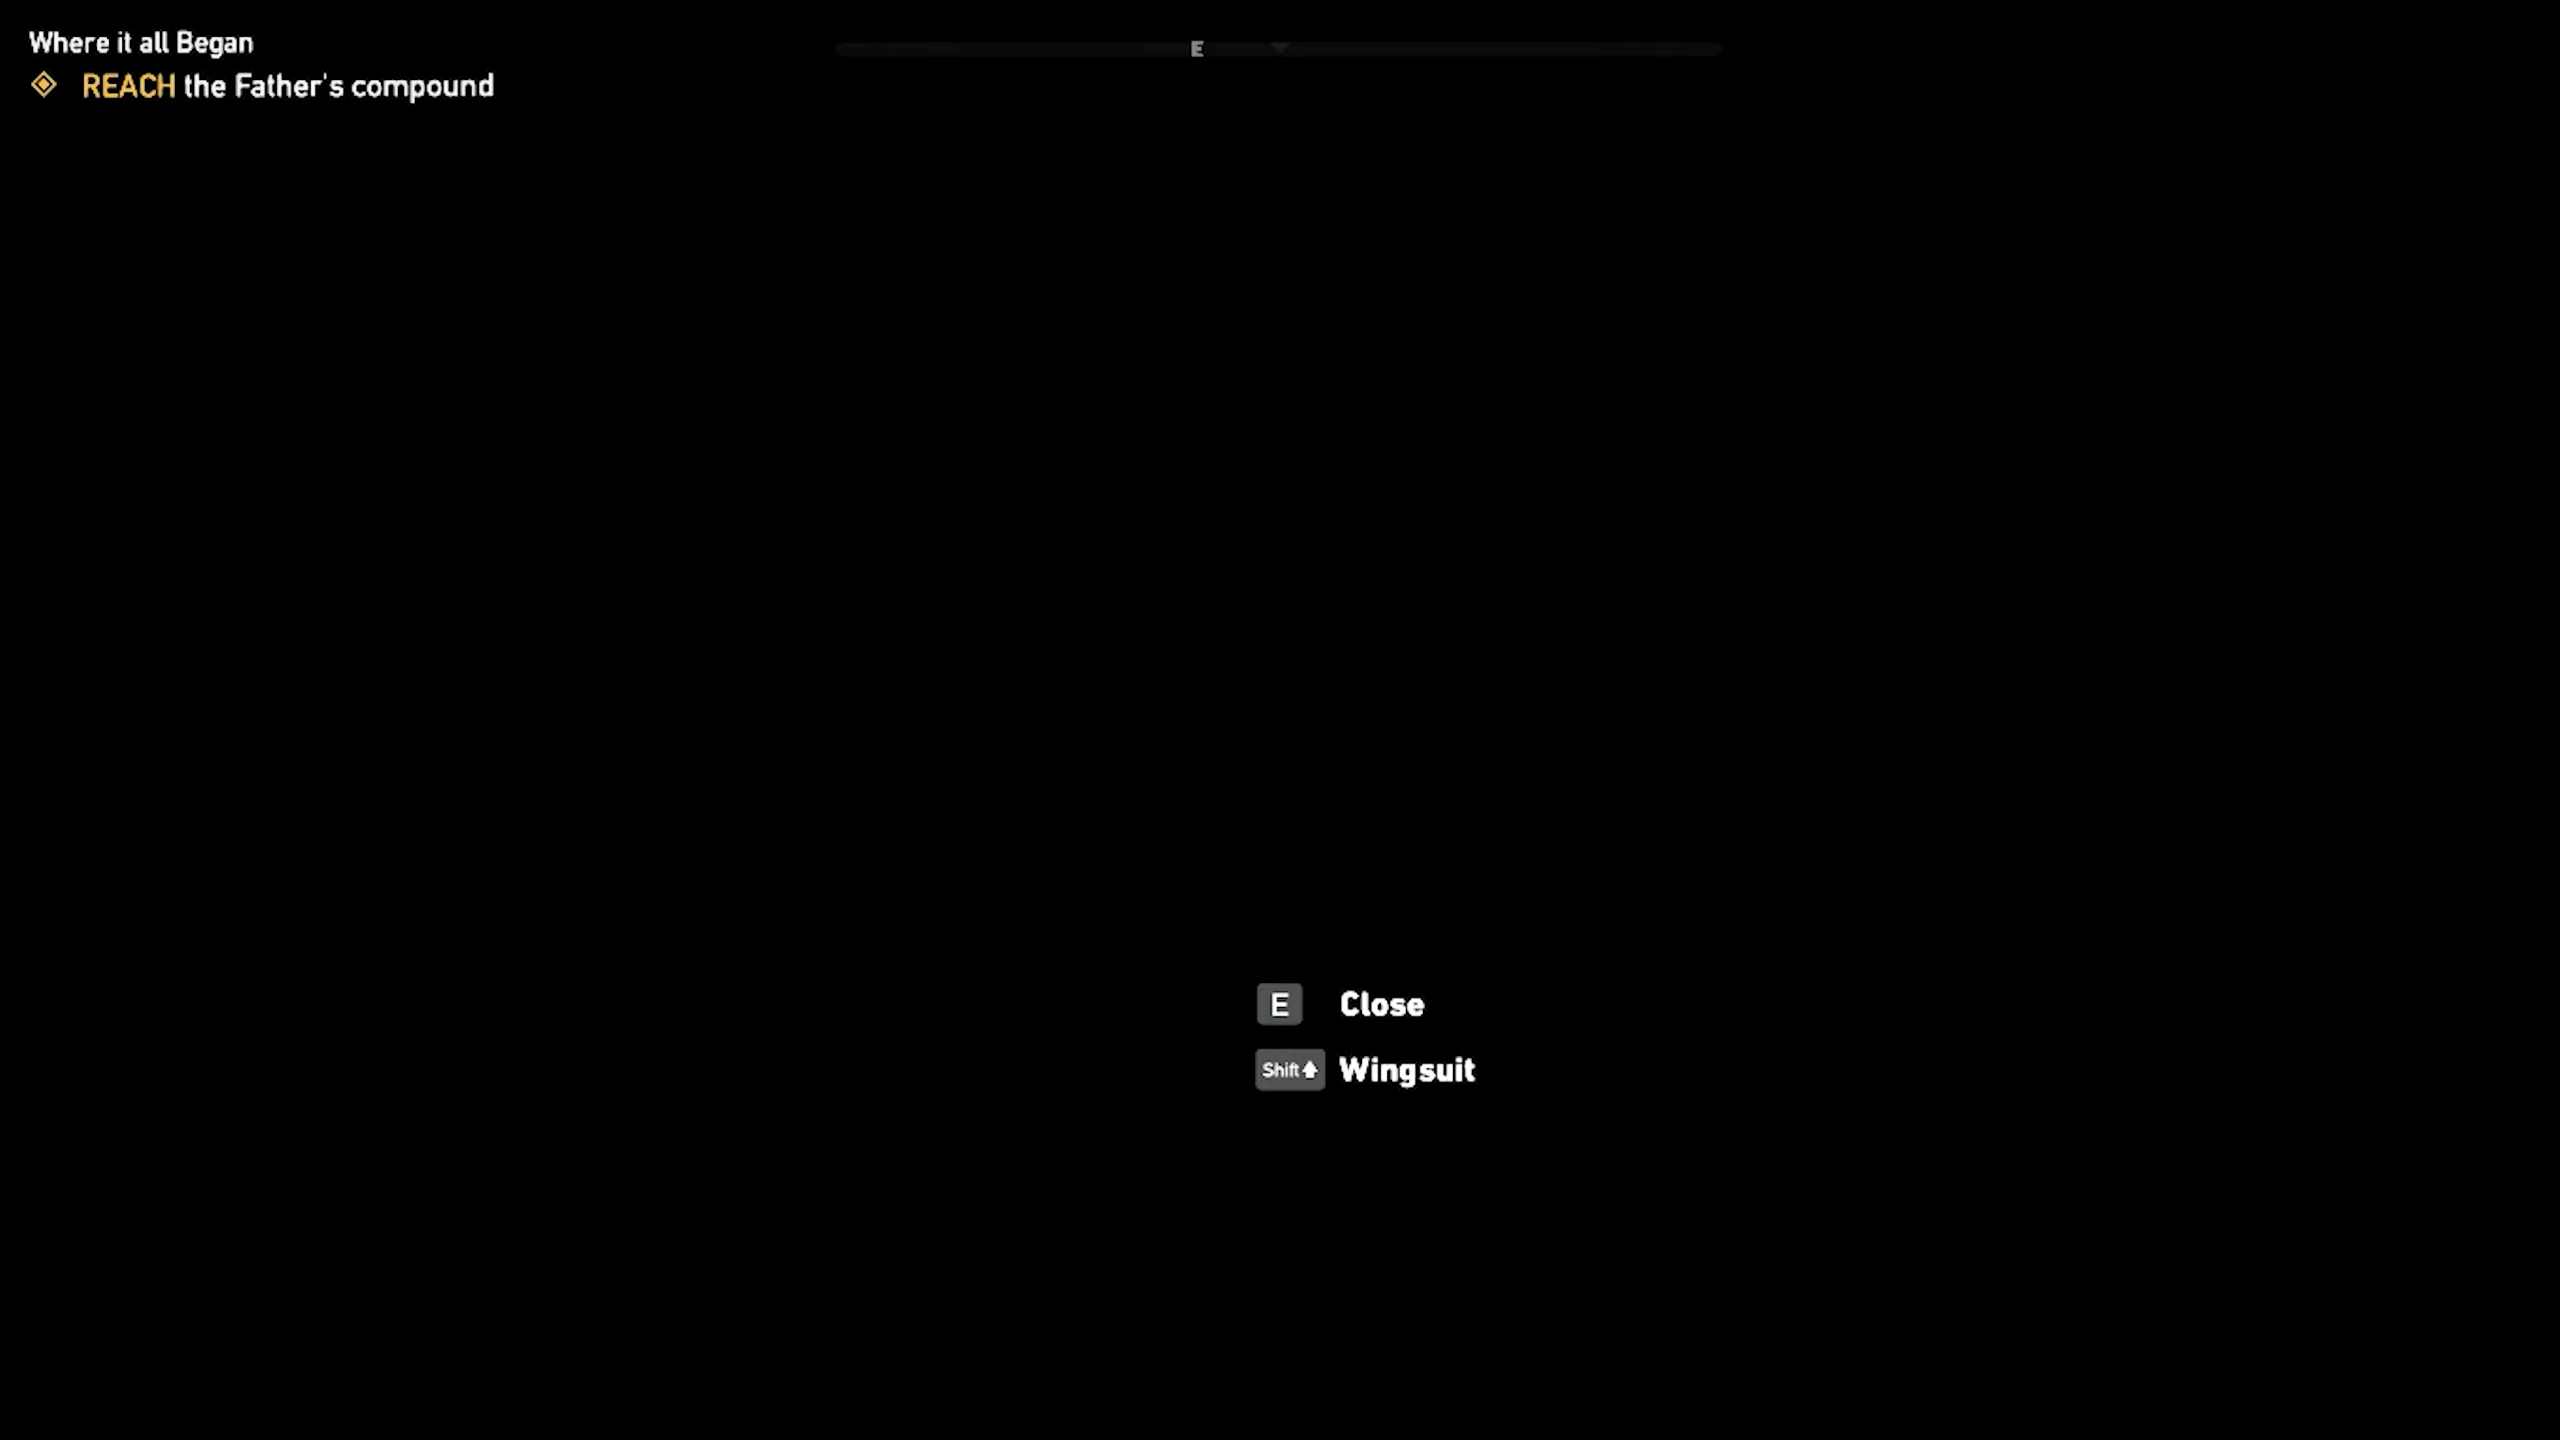 Where it all Began
REACH the Father's compound
E
E Close
Shift Wingsuit